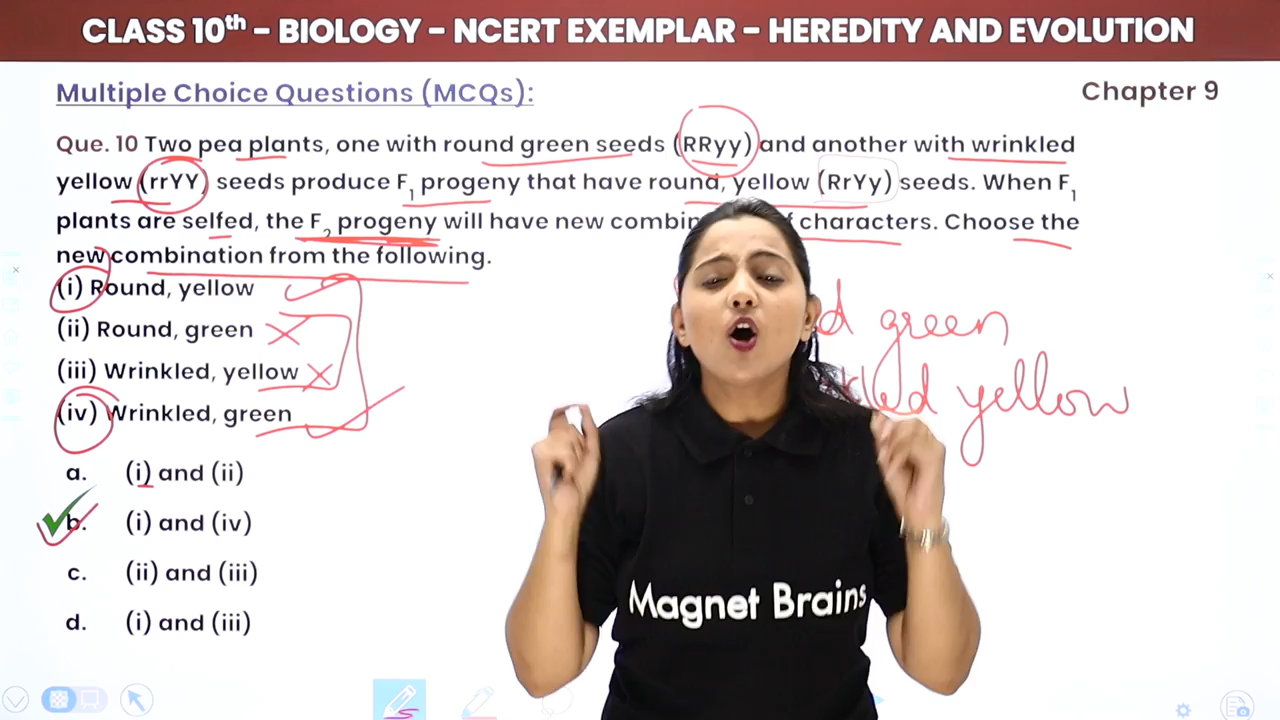 CLASS 10th – BIOLOGY – NCERT EXEMPLAR – HEREDITY AND EVOLUTION
Multiple Choice Questions (MCQs):
Chapter 9
Que. 10 Two pea plants, one with round green seeds (RRyy) and another with wrinkled
yellow (rrYY) seeds produce F1 progeny that have round, yellow (RrYy) seeds. When F1
plants are selfed, the F2 progeny will have new characters. Choose the
new combination from the following.
(i) Round, yellow
(ii) Round, green
(iii) Wrinkled, yellow
(iv) Wrinkled, green
green
yellow
a. (i) and (ii)
b. (i) and (iv)
c. (ii) and (iii)
d. (i) and (iii)
Magnet Brains